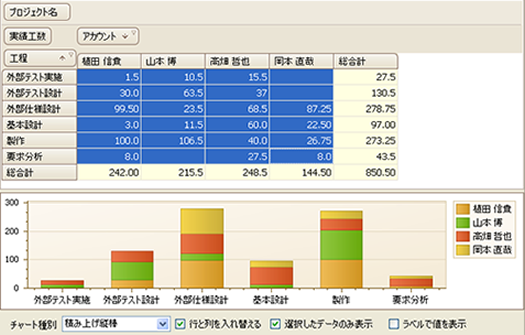 プロジェクト名
実績工数 アカウント
工程 植田 信貴 山本 博 高畑 哲也 岡本 直哉 総合計
外部テスト実施 1.5 10.5 15.5 27.5
外部テスト設計 30.0 63.5 37 130.5
外部仕様設計 99.50 23.5 68.5 87.25 278.75
基本設計 3.0 11.5 60.0 22.50 97.00
製作 100.0 106.5 40.0 26.75 273.25
要求分析 8.0 27.5 8.0 43.5
総合計 242.00 215.5 248.5 144.50 850.50
300
200
100
0
外部テスト実施 外部テスト設計 外部仕様設計 基本設計 製作 要求分析
植田 信貴
山本 博
高畑 哲也
岡本 直哉
チャート種別 積み上げ縦棒 行と列を入れ替える 選択したデータのみ表示 ラベルで値を表示